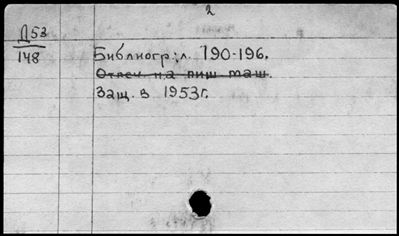 2
Д53
148
Библиогр: л. 190-196.
Отпеч. на пиш. маш.
Защ. в 1953г.